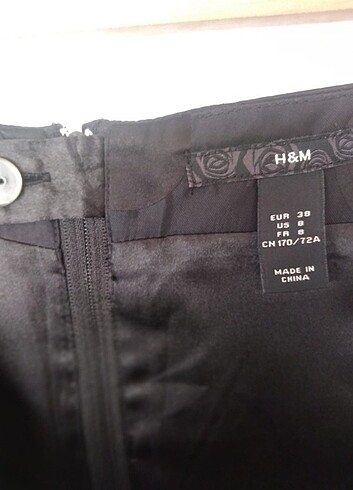 H&M
EUR 38
US 8
FR 8
CN 170/72A
MADE IN
CHINA